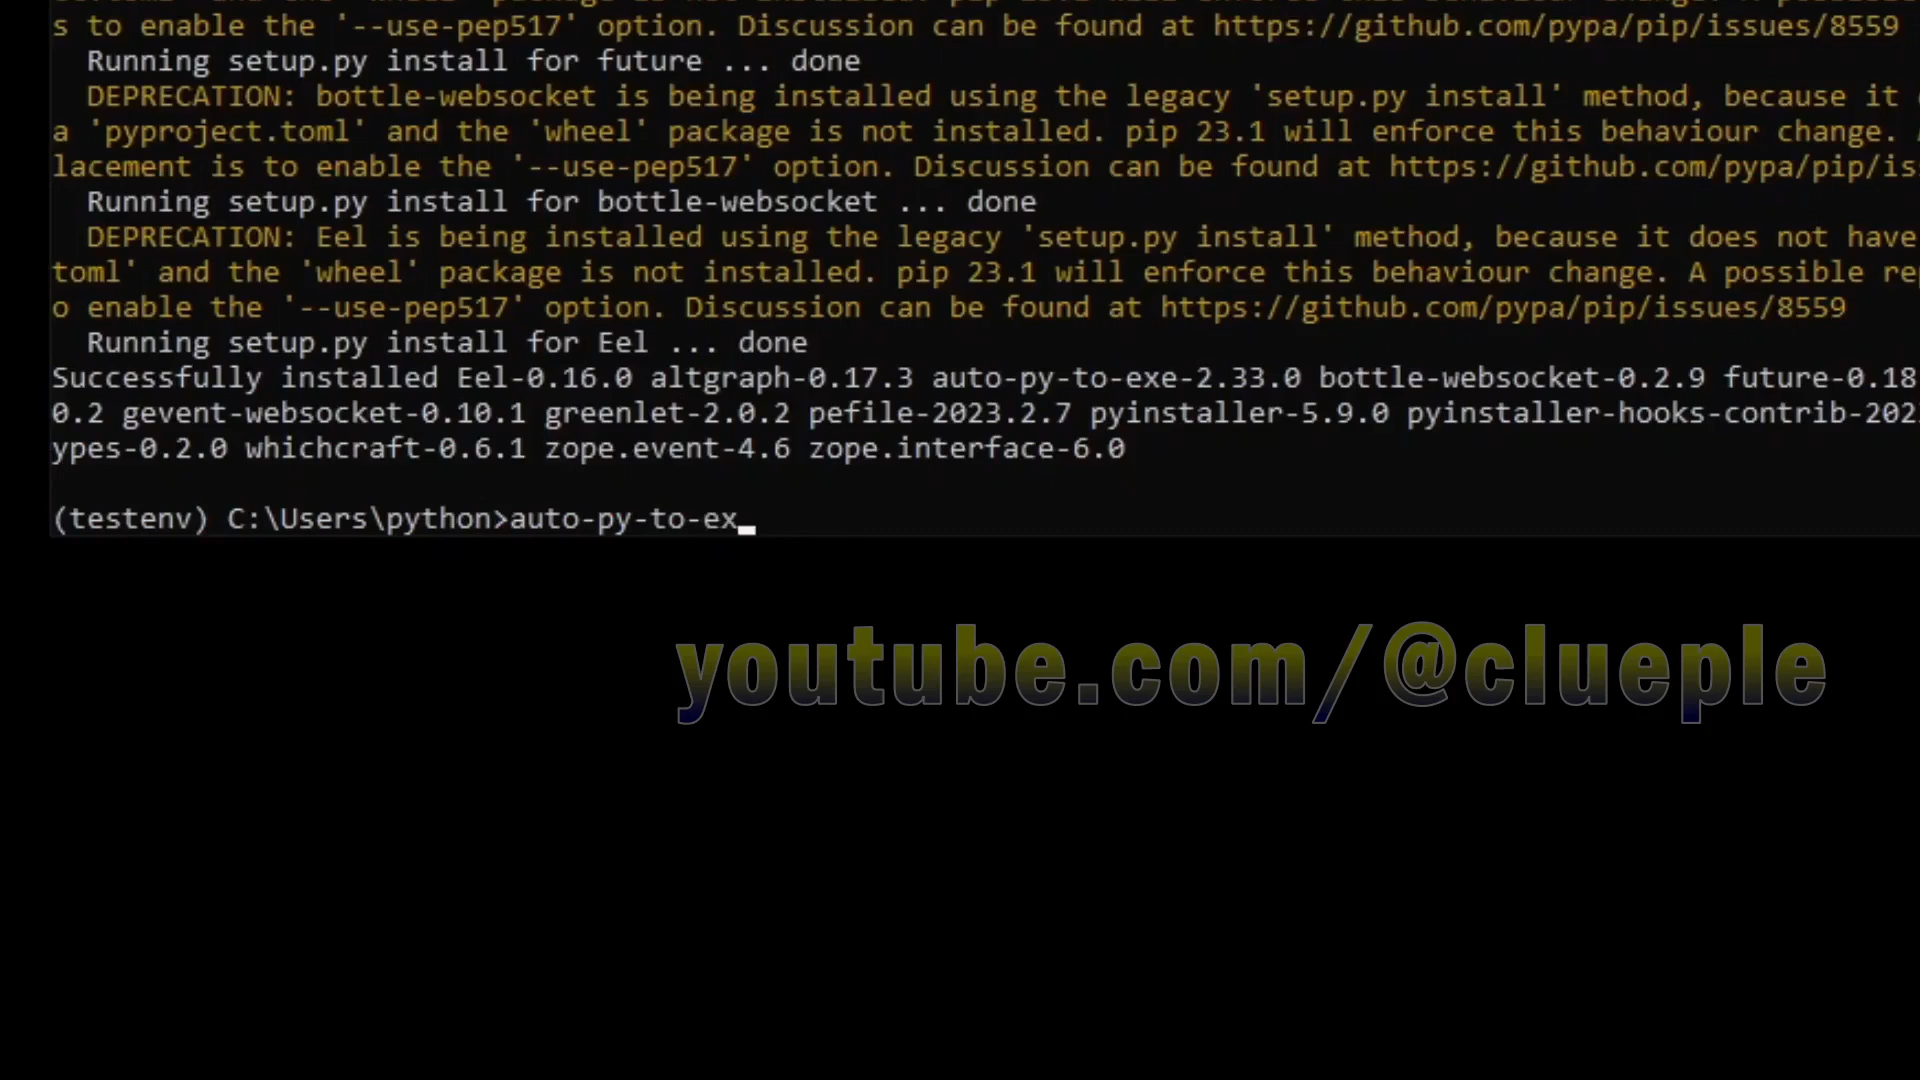 s to enable the '--use-pep517' option. Discussion can be found at https://github.com/pypa/pip/issues/8559
Running setup.py install for future ... done
DEPRECATION: bottle-websocket is being installed using the legacy 'setup.py install' method, because it
a 'pyproject.toml' and the 'wheel' package is not installed. pip 23.1 will enforce this behaviour change.
lacement is to enable the '--use-pep517' option. Discussion can be found at https://github.com/pypa/pip/is
Running setup.py install for bottle-websocket ... done
DEPRECATION: Eel is being installed using the legacy 'setup.py install' method, because it does not have
toml' and the 'wheel' package is not installed. pip 23.1 will enforce this behaviour change. A possible rep
o enable the '--use-pep517' option. Discussion can be found at https://github.com/pypa/pip/issues/8559
Running setup.py install for Eel ... done
Successfully installed Eel-0.16.0 altgraph-0.17.3 auto-py-to-exe-2.33.0 bottle-websocket-0.2.9 future-0.18
0.2 gevent-websocket-0.10.1 greenlet-2.0.2 pefile-2023.2.7 pyinstaller-5.9.0 pyinstaller-hooks-contrib-202
ypes-0.2.0 whichcraft-0.6.1 zope.event-4.6 zope.interface-6.0
(testenv) C:\Users\python>auto-py-to-ex
youtube.com/@clueple